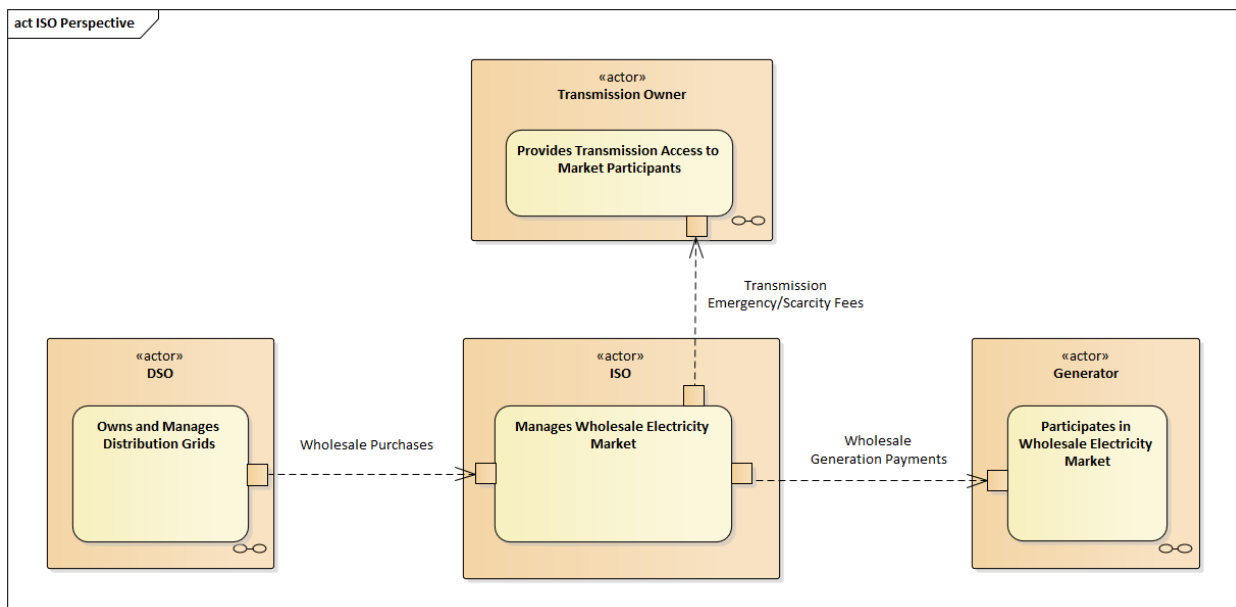 act ISO Perspective
«actor»
Transmission Owner
Provides Transmission Access to
Market Participants
Transmission
Emergency/Scarcity Fees
«actor»
DSO
Owns and Manages
Distribution Grids
Wholesale Purchases
«actor»
ISO
Manages Wholesale Electricity
Market
Wholesale
Generation Payments
«actor»
Generator
Participates in
Wholesale Electricity
Market